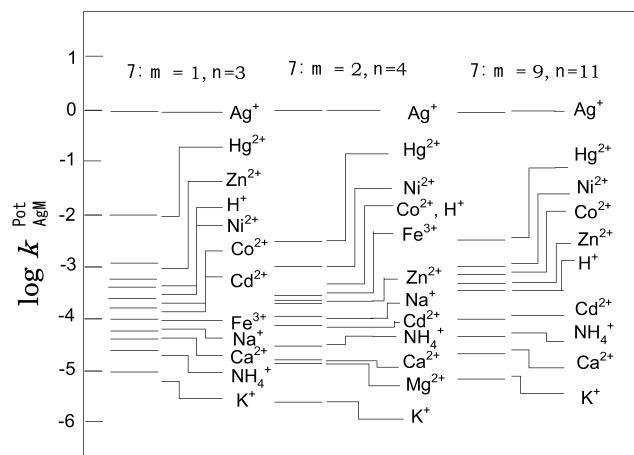 log k Pot AgM
1
0
-1
-2
-3
-4
-5
-6
7: m = 1, n=3
Ag⁺
Hg²⁺
Zn²⁺
H⁺
Ni²⁺
Co²⁺
Cd²⁺
Fe³⁺
Na⁺
Ca²⁺
NH₄⁺
K⁺
7: m = 2, n=4
Ag⁺
Hg²⁺
Ni²⁺
Co²⁺, H⁺
Fe³⁺
Zn²⁺
Na⁺
Cd²⁺
NH₄⁺
Ca²⁺
Mg²⁺
K⁺
7: m = 9, n=11
Ag⁺
Hg²⁺
Ni²⁺
Co²⁺
Zn²⁺
H⁺
Cd²⁺
NH₄⁺
Ca²⁺
K⁺